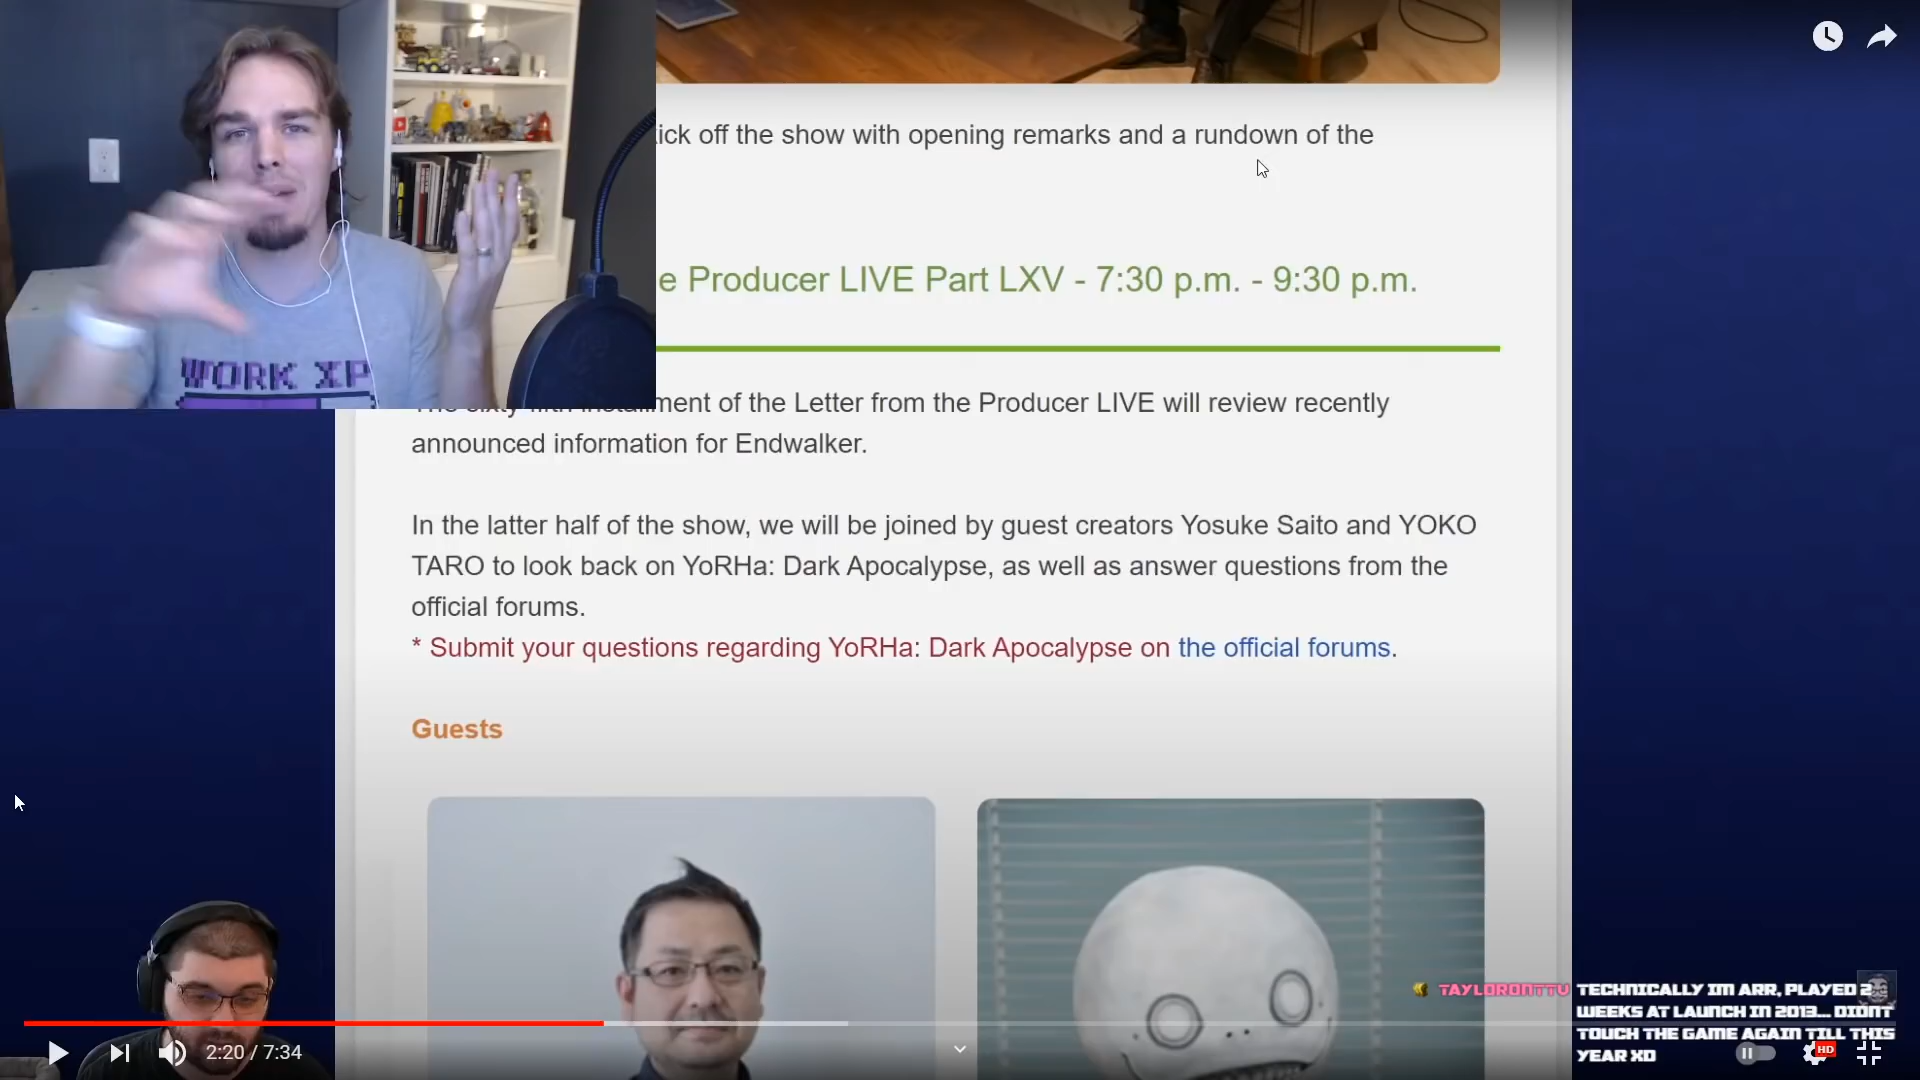 ick off the show with opening remarks and a rundown of the
WORK XP
e Producer LIVE Part LXV - 7:30 p.m. - 9:30 p.m.
The sixty-fifth installment of the Letter from the Producer LIVE will review recently
announced information for Endwalker.
In the latter half of the show, we will be joined by guest creators Yosuke Saito and YOKO
TARO to look back on YoRHa: Dark Apocalypse, as well as answer questions from the
official forums.
* Submit your questions regarding YoRHa: Dark Apocalypse on the official forums.
Guests
TAYLORONTTV TECHNICALLY IM ARR, PLAYED 2
WEEKS AT LAUNCH IN 2013... DIDNT
TOUCH THE GAME AGAIN TILL THIS
YEAR XD
2:20 / 7:34
HD